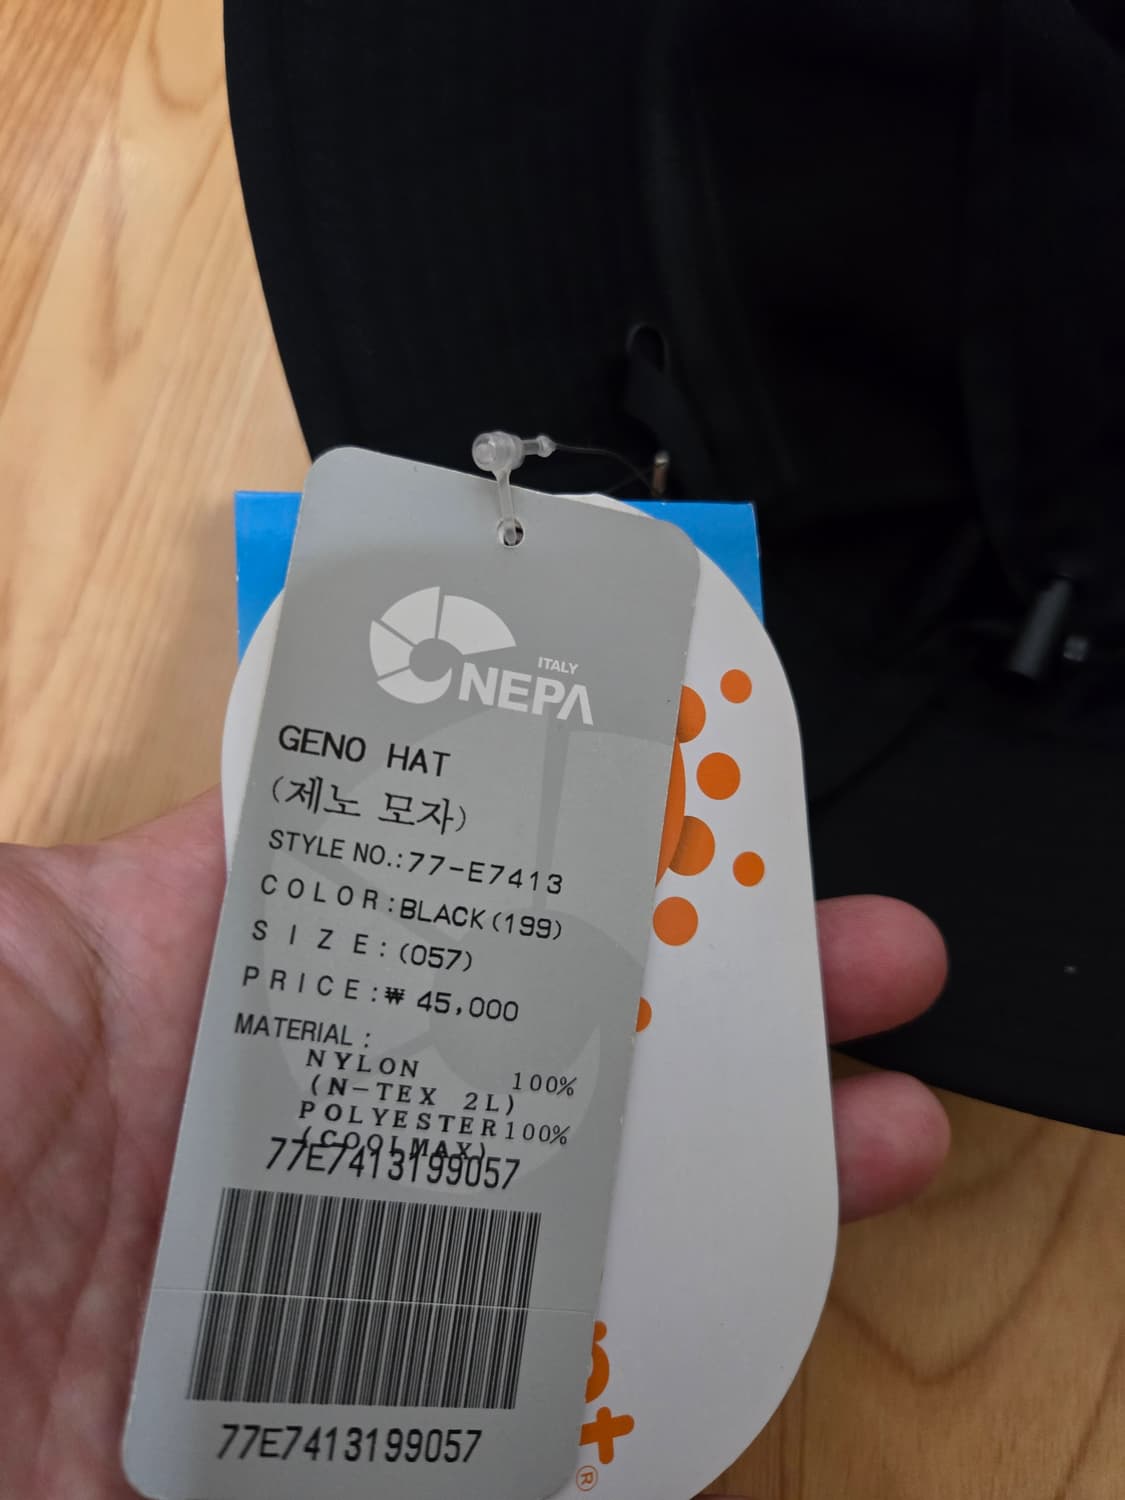 ITALY
NEPA
GENO HAT
(제노 모자)
STYLE NO.:77-E7413
COLOR:BLACK(199)
SIZE:(057)
PRICE:₩ 45,000
MATERIAL :
NYLON 100%
(N-TEX 2L)
POLYESTER100%
(COOLMAX)
77E7413199057
77E7413199057